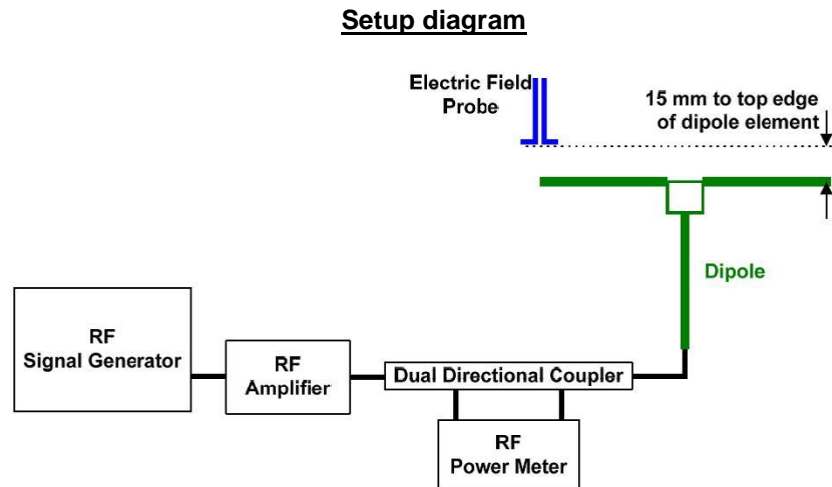 Setup diagram
Electric Field
Probe
15 mm to top edge
of dipole element
Dipole
RF
Signal Generator
RF
Amplifier
Dual Directional Coupler
RF
Power Meter